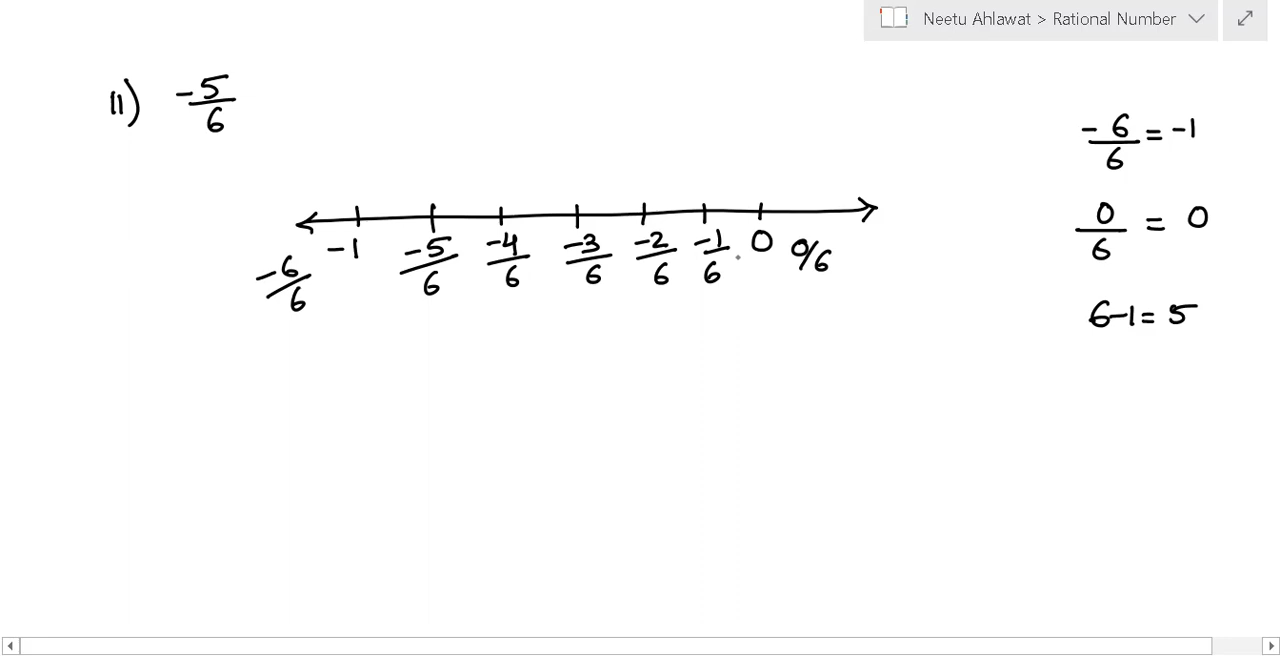 Neetu Ahlawat > Rational Number
11) -5/6
-6/6 = -1
0/6 = 0
-6/6 -1 -5/6 -4/6 -3/6 -2/6 -1/6 0 0/6
6-1= 5